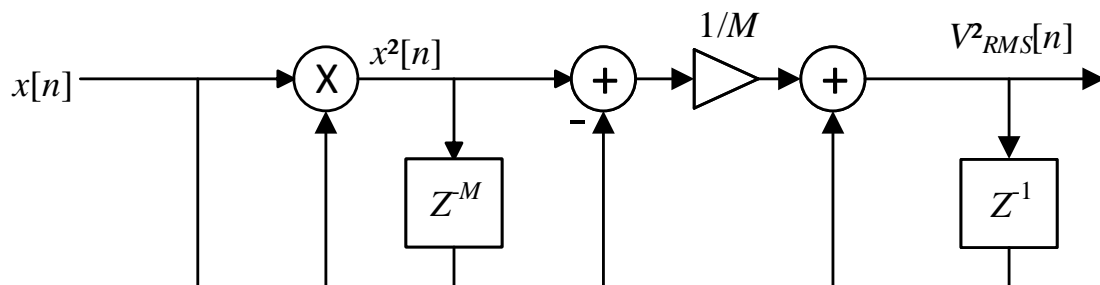 1/M
x[n]
X
x²[n]
+
-
+
V²RMS[n]
Z-M
Z-1